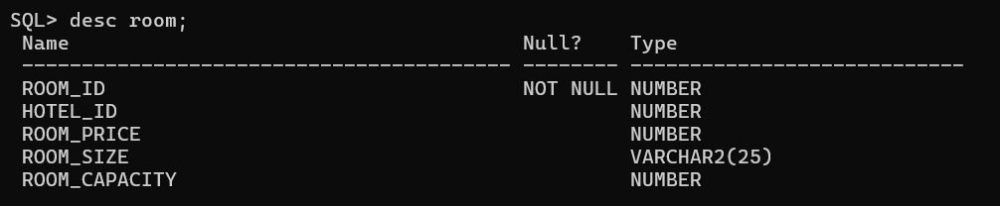 SQL> desc room;
Name Null? Type
----------------------------------------- -------- ----------------------------
ROOM_ID NOT NULL NUMBER
HOTEL_ID NUMBER
ROOM_PRICE NUMBER
ROOM_SIZE VARCHAR2(25)
ROOM_CAPACITY NUMBER